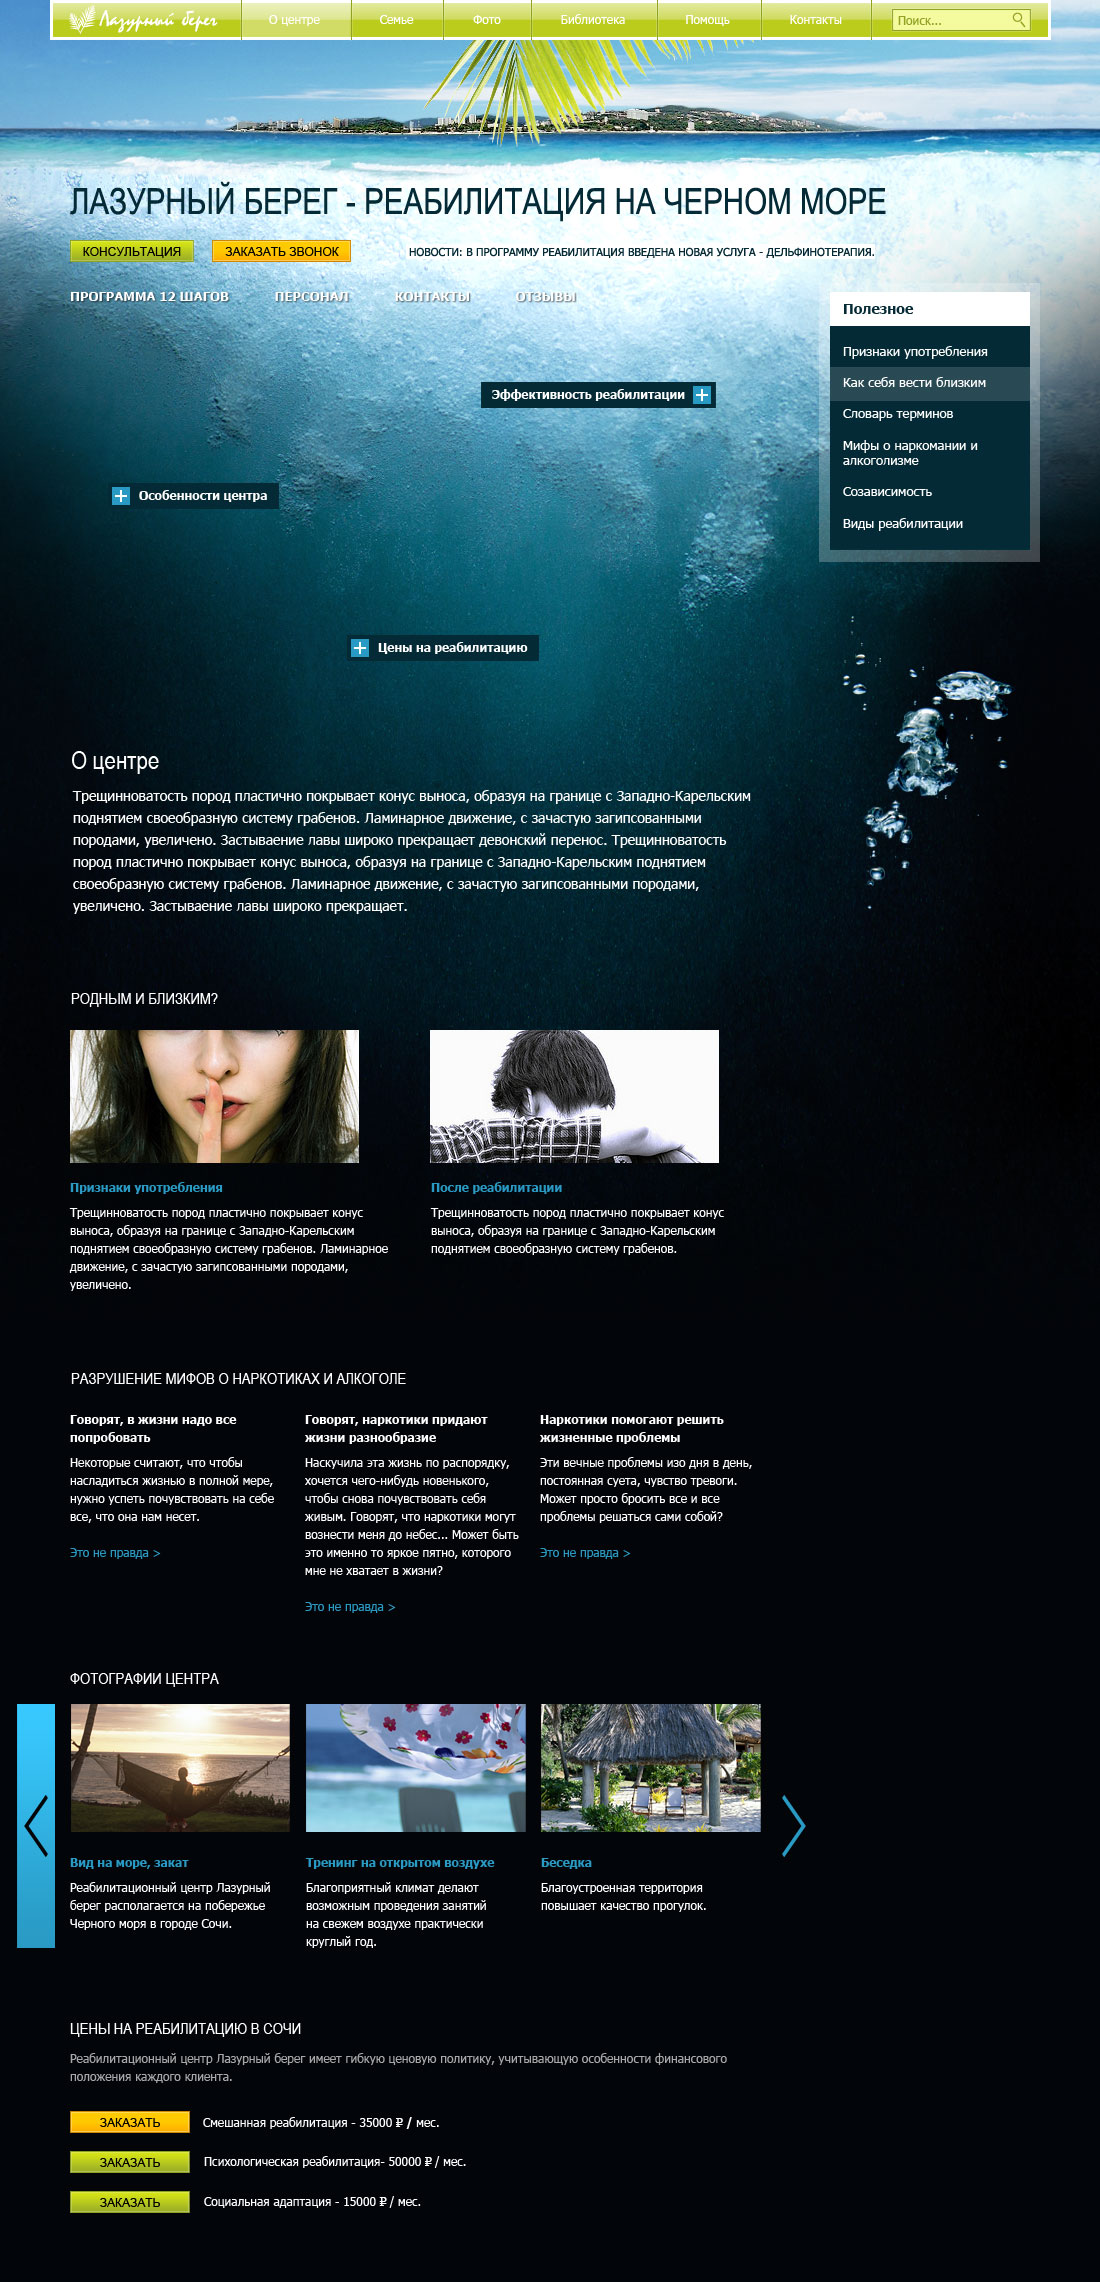 Лазурный берег
О центре
Семье
Фото
Библиотека
Помощь
Контакты
Поиск...
ЛАЗУРНЫЙ БЕРЕГ - РЕАБИЛИТАЦИЯ НА ЧЕРНОМ МОРЕ
КОНСУЛЬТАЦИЯ
ЗАКАЗАТЬ ЗВОНОК
НОВОСТИ: В ПРОГРАММУ РЕАБИЛИТАЦИЯ ВВЕДЕНА НОВАЯ УСЛУГА - ДЕЛЬФИНОТЕРАПИЯ.
ПРОГРАММА 12 ШАГОВ
ПЕРСОНАЛ
КОНТАКТЫ
ОТЗЫВЫ
Полезное
Признаки употребления
Как себя вести близким
Словарь терминов
Мифы о наркомании и
алкоголизме
Созависимость
Виды реабилитации
Эффективность реабилитации
Особенности центра
Цены на реабилитацию
О центре
Трещинноватость пород пластично покрывает конус выноса, образуя на границе с Западно-Карельским
поднятием своеобразную систему грабенов. Ламинарное движение, с зачастую загипсованными
породами, увеличено. Застываение лавы широко прекращает девонский перенос. Трещинноватость
пород пластично покрывает конус выноса, образуя на границе с Западно-Карельским поднятием
своеобразную систему грабенов. Ламинарное движение, с зачастую загипсованными породами,
увеличено. Застываение лавы широко прекращает.
РОДНЫМ И БЛИЗКИМ?
Признаки употребления
Трещинноватость пород пластично покрывает конус
выноса, образуя на границе с Западно-Карельским
поднятием своеобразную систему грабенов. Ламинарное
движение, с зачастую загипсованными породами,
увеличено.
После реабилитации
Трещинноватость пород пластично покрывает конус
выноса, образуя на границе с Западно-Карельским
поднятием своеобразную систему грабенов.
РАЗРУШЕНИЕ МИФОВ О НАРКОТИКАХ И АЛКОГОЛЕ
Говорят, в жизни надо все
попробовать
Некоторые считают, что чтобы
насладиться жизнью в полной мере,
нужно успеть почувствовать на себе
все, что она нам несет.
Это не правда >
Говорят, наркотики придают
жизни разнообразие
Наскучила эта жизнь по распорядку,
хочется чего-нибудь новенького,
чтобы снова почувствовать себя
живым. Говорят, что наркотики могут
вознести меня до небес... Может быть
это именно то яркое пятно, которого
мне не хватает в жизни?
Это не правда >
Наркотики помогают решить
жизненные проблемы
Эти вечные проблемы изо дня в день,
постоянная суета, чувство тревоги.
Может просто бросить все и все
проблемы решаться сами собой?
Это не правда >
ФОТОГРАФИИ ЦЕНТРА
Вид на море, закат
Реабилитационный центр Лазурный
берег располагается на побережье
Черного моря в городе Сочи.
Тренинг на открытом воздухе
Благоприятный климат делают
возможным проведения занятий
на свежем воздухе практически
круглый год.
Беседка
Благоустроенная территория
повышает качество прогулок.
ЦЕНЫ НА РЕАБИЛИТАЦИЮ В СОЧИ
Реабилитационный центр Лазурный берег имеет гибкую ценовую политику, учитывающую особенности финансового
положения каждого клиента.
ЗАКАЗАТЬ
Смешанная реабилитация - 35000 ₽ / мес.
ЗАКАЗАТЬ
Психологическая реабилитация- 50000 ₽ / мес.
ЗАКАЗАТЬ
Социальная адаптация - 15000 ₽ / мес.